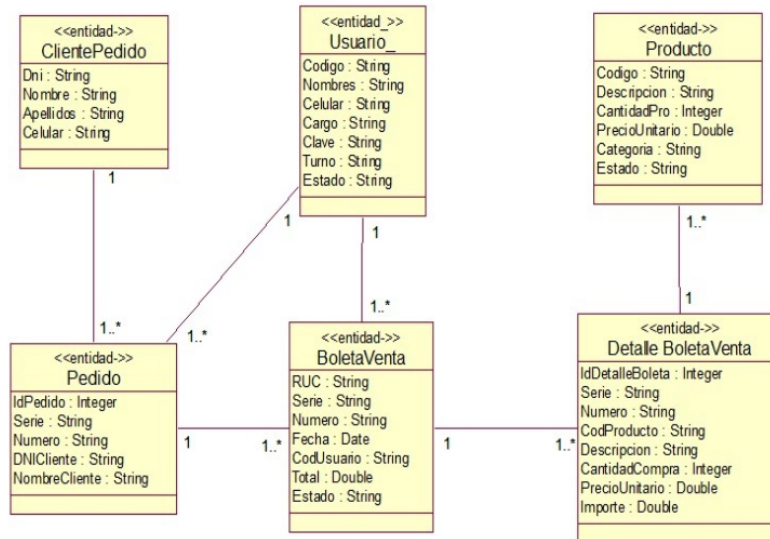 <<entidad->>
ClientePedido
Dni : String
Nombre : String
Apellidos : String
Celular : String
<<entidad_>>
Usuario_
Codigo : String
Nombres : String
Celular : String
Cargo : String
Clave : String
Turno : String
Estado : String
<<entidad->>
Producto
Codigo : String
Descripcion : String
CantidadPro : Integer
PrecioUnitario : Double
Categoria : String
Estado : String
1
1
1
1..*
1..*
1..*
1..*
1
<<entidad->>
Pedido
IdPedido : Integer
Serie : String
Numero : String
DNICliente : String
NombreCliente : String
1
1..*
<<entidad->>
BoletaVenta
RUC : String
Serie : String
Numero : String
Fecha : Date
CodUsuario : String
Total : Double
Estado : String
1
1..*
<<entidad->>
Detalle BoletaVenta
IdDetalleBoleta : Integer
Serie : String
Numero : String
CodProducto : String
Descripcion : String
CantidadCompra : Integer
PrecioUnitario : Double
Importe : Double